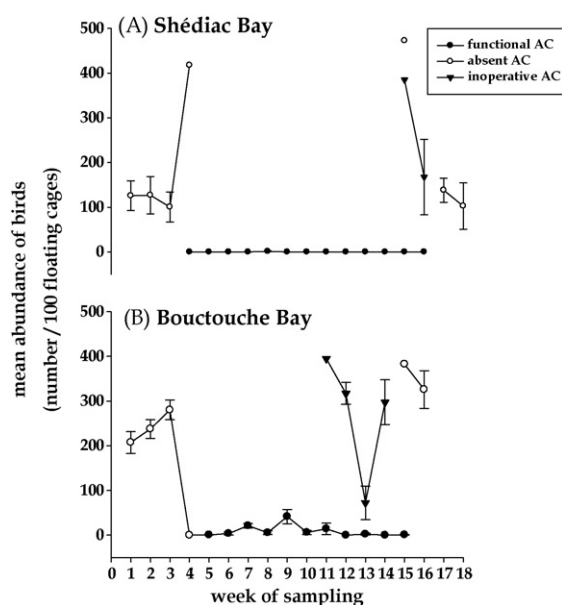 (A) Shédiac Bay
functional AC
absent AC
inoperative AC
500
400
300
200
100
0
mean abundance of birds
(number / 100 floating cages)
(B) Bouctouche Bay
500
400
300
200
100
0
0 1 2 3 4 5 6 7 8 9 10 11 12 13 14 15 16 17 18
week of sampling